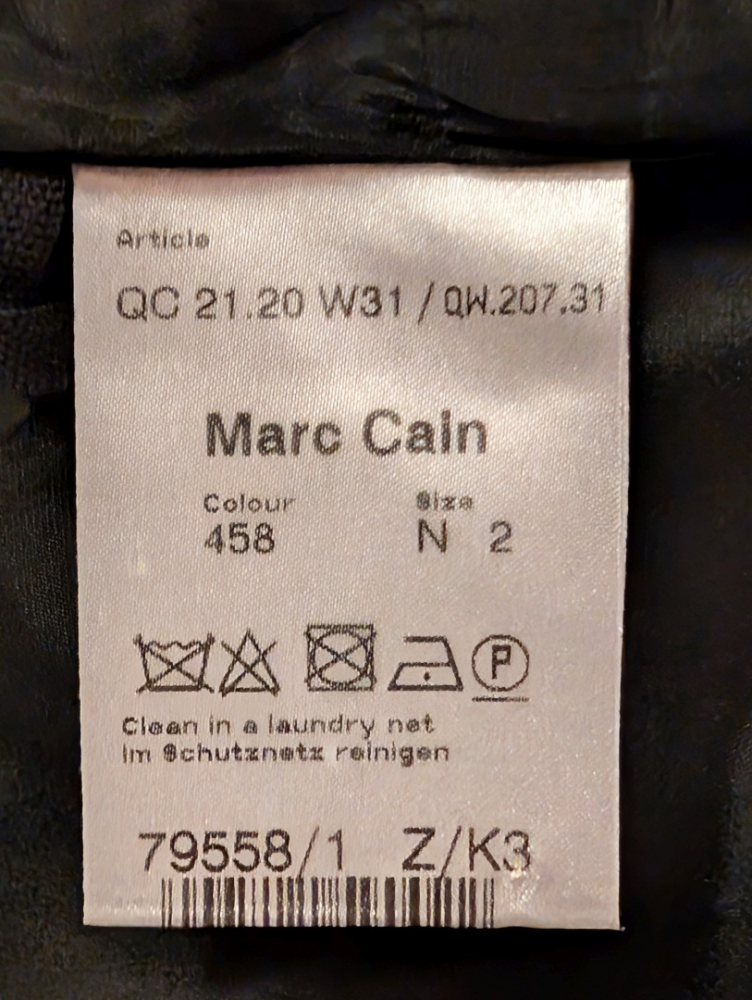 Article
QC 21.20 W31 / QW.207.31
Marc Cain
Colour Size
458 N 2
P
Clean in a laundry net
Im Schutznetz reinigen
79558/1 Z/K3